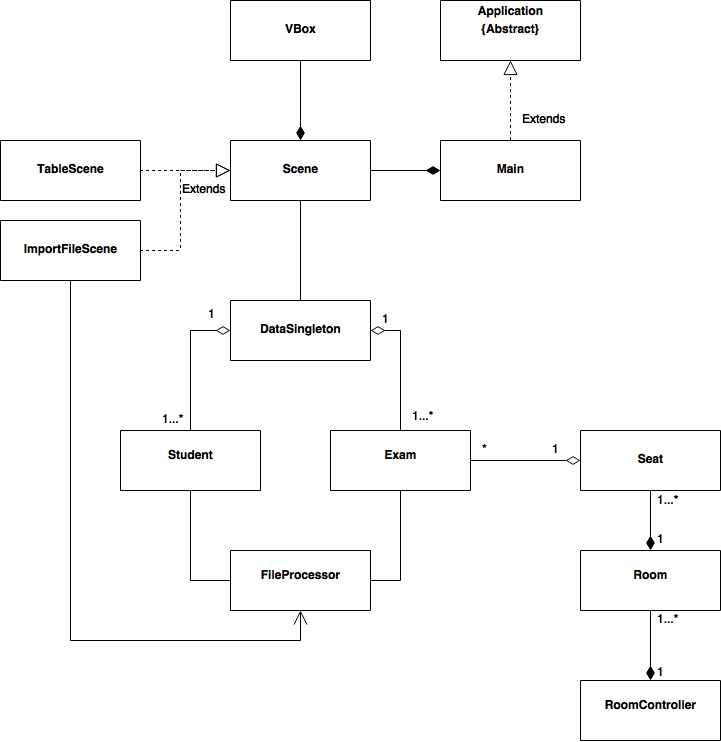 VBox
Application
{Abstract}
Extends
TableScene
Scene
Main
Extends
ImportFileScene
1
DataSingleton
1
1...*
1...*
Student
Exam
*
1
Seat
1...*
1
FileProcessor
Room
1...*
1
RoomController